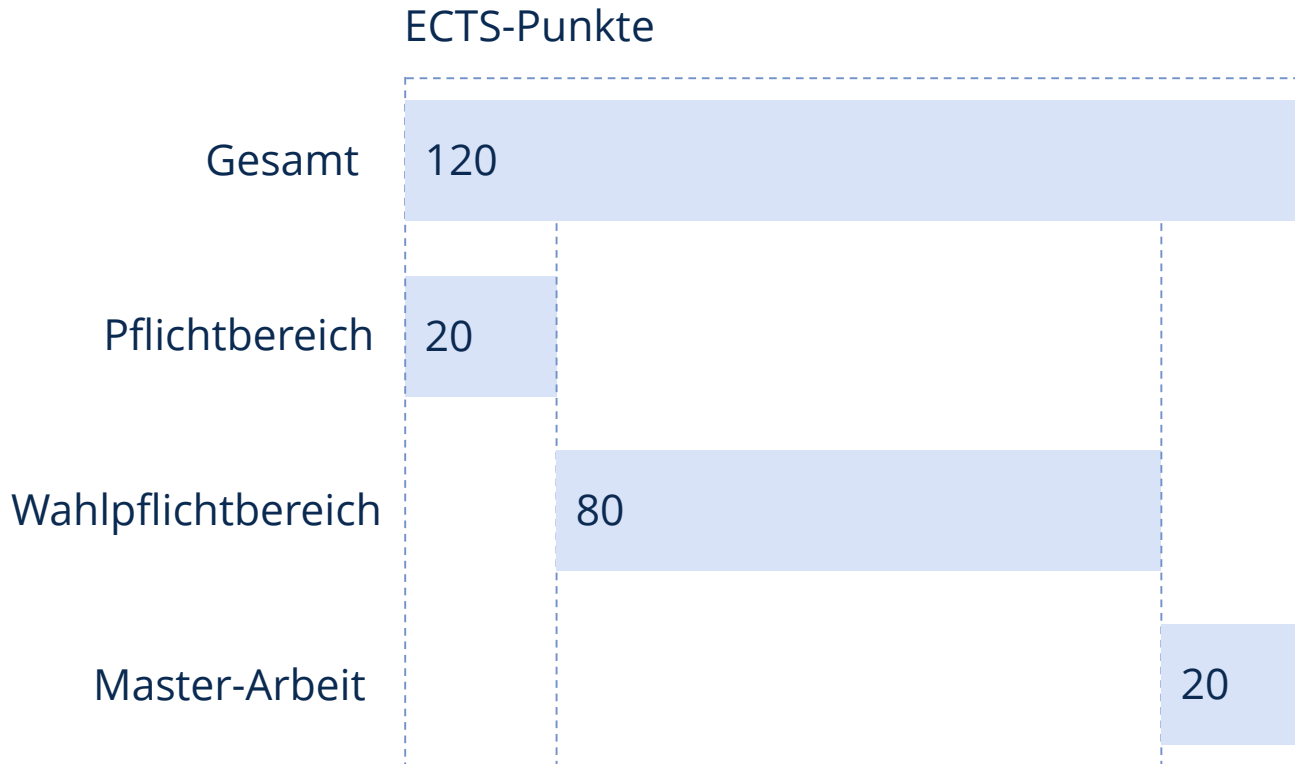 ECTS-Punkte
Gesamt 120
Pflichtbereich 20
Wahlpflichtbereich 80
Master-Arbeit 20